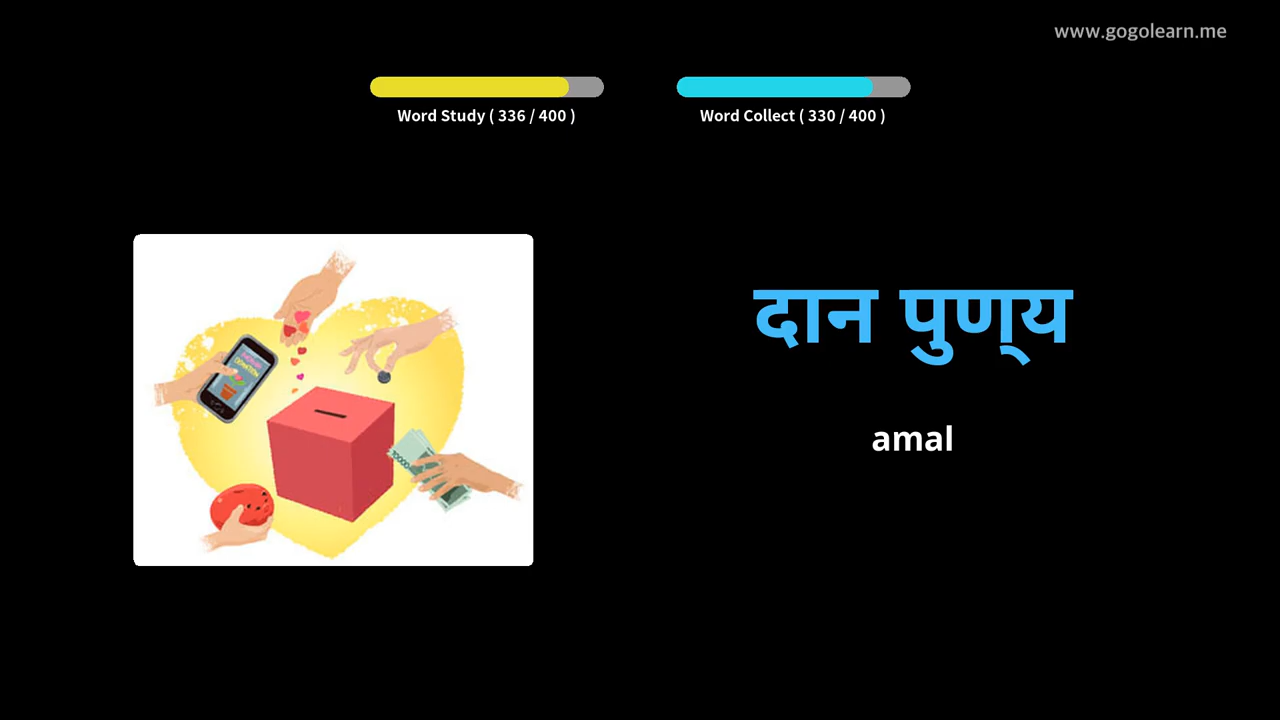 www.gogolearn.me
Word Study ( 336 / 400 )
Word Collect ( 330 / 400 )
दान पुण्य
amal